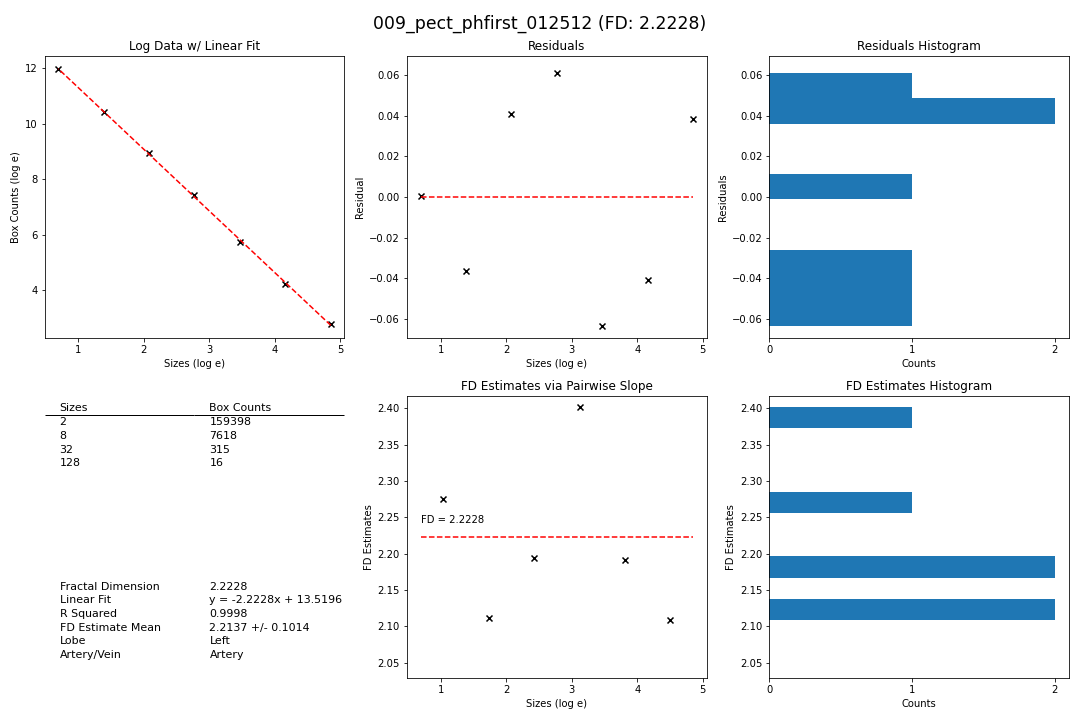 009_pect_phfirst_012512 (FD: 2.2228)
Log Data w/ Linear Fit
12
10
8
6
4
Box Counts (log e)
1 2 3 4 5
Sizes (log e)
Residuals
0.06
0.04
0.02
0.00
−0.02
−0.04
−0.06
Residual
1 2 3 4 5
Sizes (log e)
Residuals Histogram
0.06
0.04
0.02
0.00
−0.02
−0.04
−0.06
Residuals
0 1 2
Counts
Sizes Box Counts
2 159398
8 7618
32 315
128 16
Fractal Dimension 2.2228
Linear Fit y = -2.2228x + 13.5196
R Squared 0.9998
FD Estimate Mean 2.2137 +/- 0.1014
Lobe Left
Artery/Vein Artery
FD Estimates via Pairwise Slope
2.40
2.35
2.30
2.25
2.20
2.15
2.10
2.05
FD Estimates
FD = 2.2228
1 2 3 4 5
Sizes (log e)
FD Estimates Histogram
2.40
2.35
2.30
2.25
2.20
2.15
2.10
2.05
FD Estimates
0 1 2
Counts